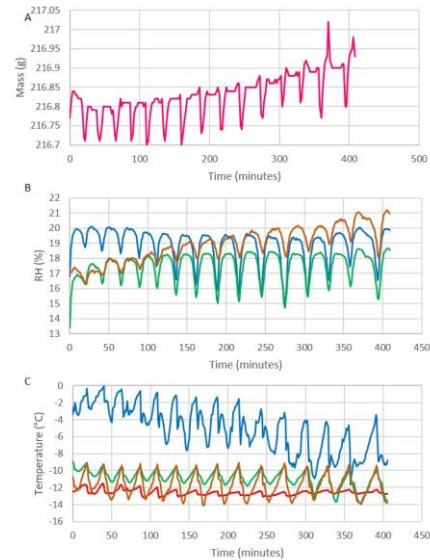 A
217.05
217
216.95
216.9
216.85
216.8
216.75
216.7
Mass (g)
0 100 200 300 400 500
Time (minutes)
B
22
21
20
19
18
17
16
15
14
13
RH (%)
0 50 100 150 200 250 300 350 400
Time (minutes)
C
0
-2
-4
-6
-8
-10
-12
-14
-16
Temperature (°C)
0 50 100 150 200 250 300 350 400
Time (minutes)